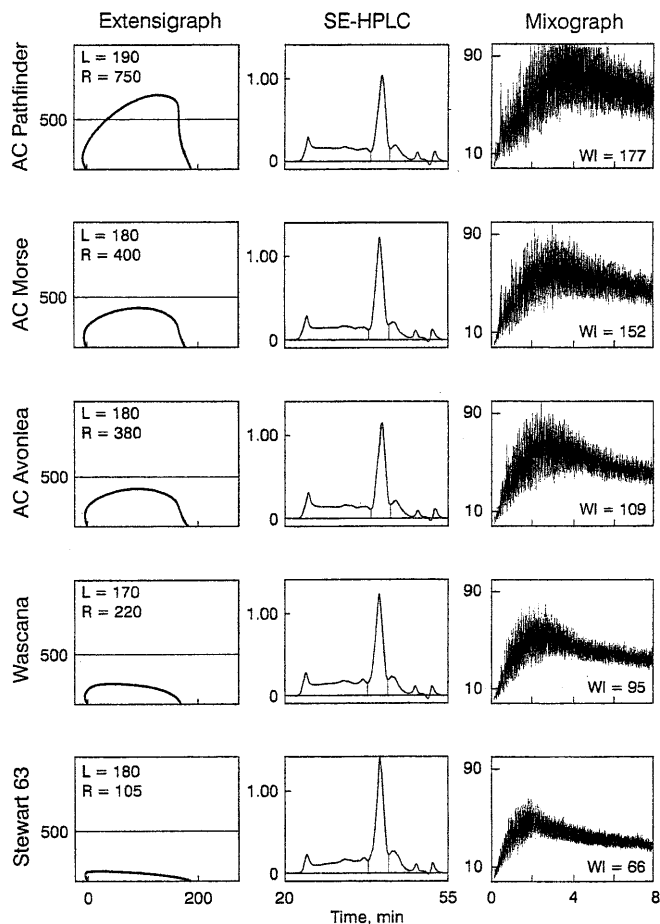 Extensigraph SE-HPLC Mixograph
AC Pathfinder
L = 190
R = 750
500
1.00
0
90
10
WI = 177
AC Morse
L = 180
R = 400
500
1.00
0
90
10
WI = 152
AC Avonlea
L = 180
R = 380
500
1.00
0
90
10
WI = 109
Wascana
L = 170
R = 220
500
1.00
0
90
10
WI = 95
Stewart 63
L = 180
R = 105
500
1.00
0
90
10
WI = 66
0 200 20 55 0 2 4 6 8
Time, min